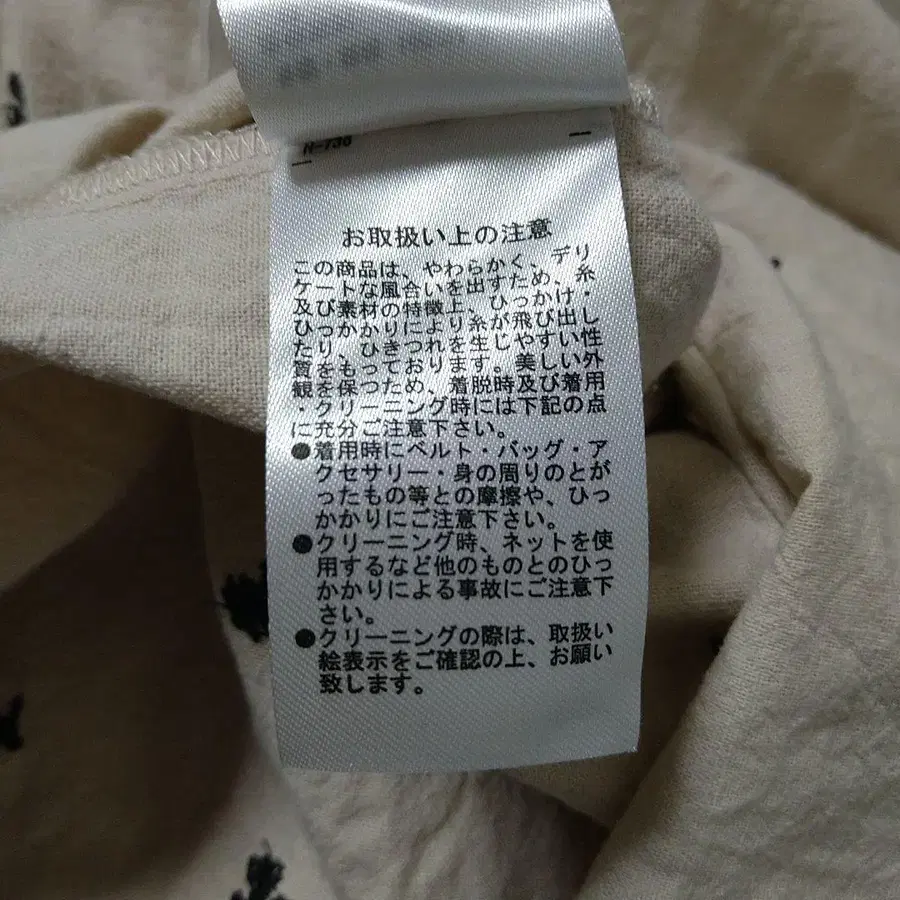 H-736
お取扱い上の注意
この商品は、やわらかく、デリ
ケートな風合いを出すため、糸
及び素材の特徴上、ひっかけ・
ひっかかりにより糸が飛び出し
たり、ひきつれを生じやすい性
質をもっております。美しい外
観を保つため、着脱時及び着用
・クリーニング時には下記の点
に充分ご注意下さい。
●着用時にベルト・バッグ・ア
クセサリー・身の周りのとが
ったもの等との摩擦や、ひっ
かかりにご注意下さい。
●クリーニング時、ネットを使
用するなど他のものとのひっ
かかりによる事故にご注意下
さい。
●クリーニングの際は、取扱い
絵表示をご確認の上、お願い
致します。